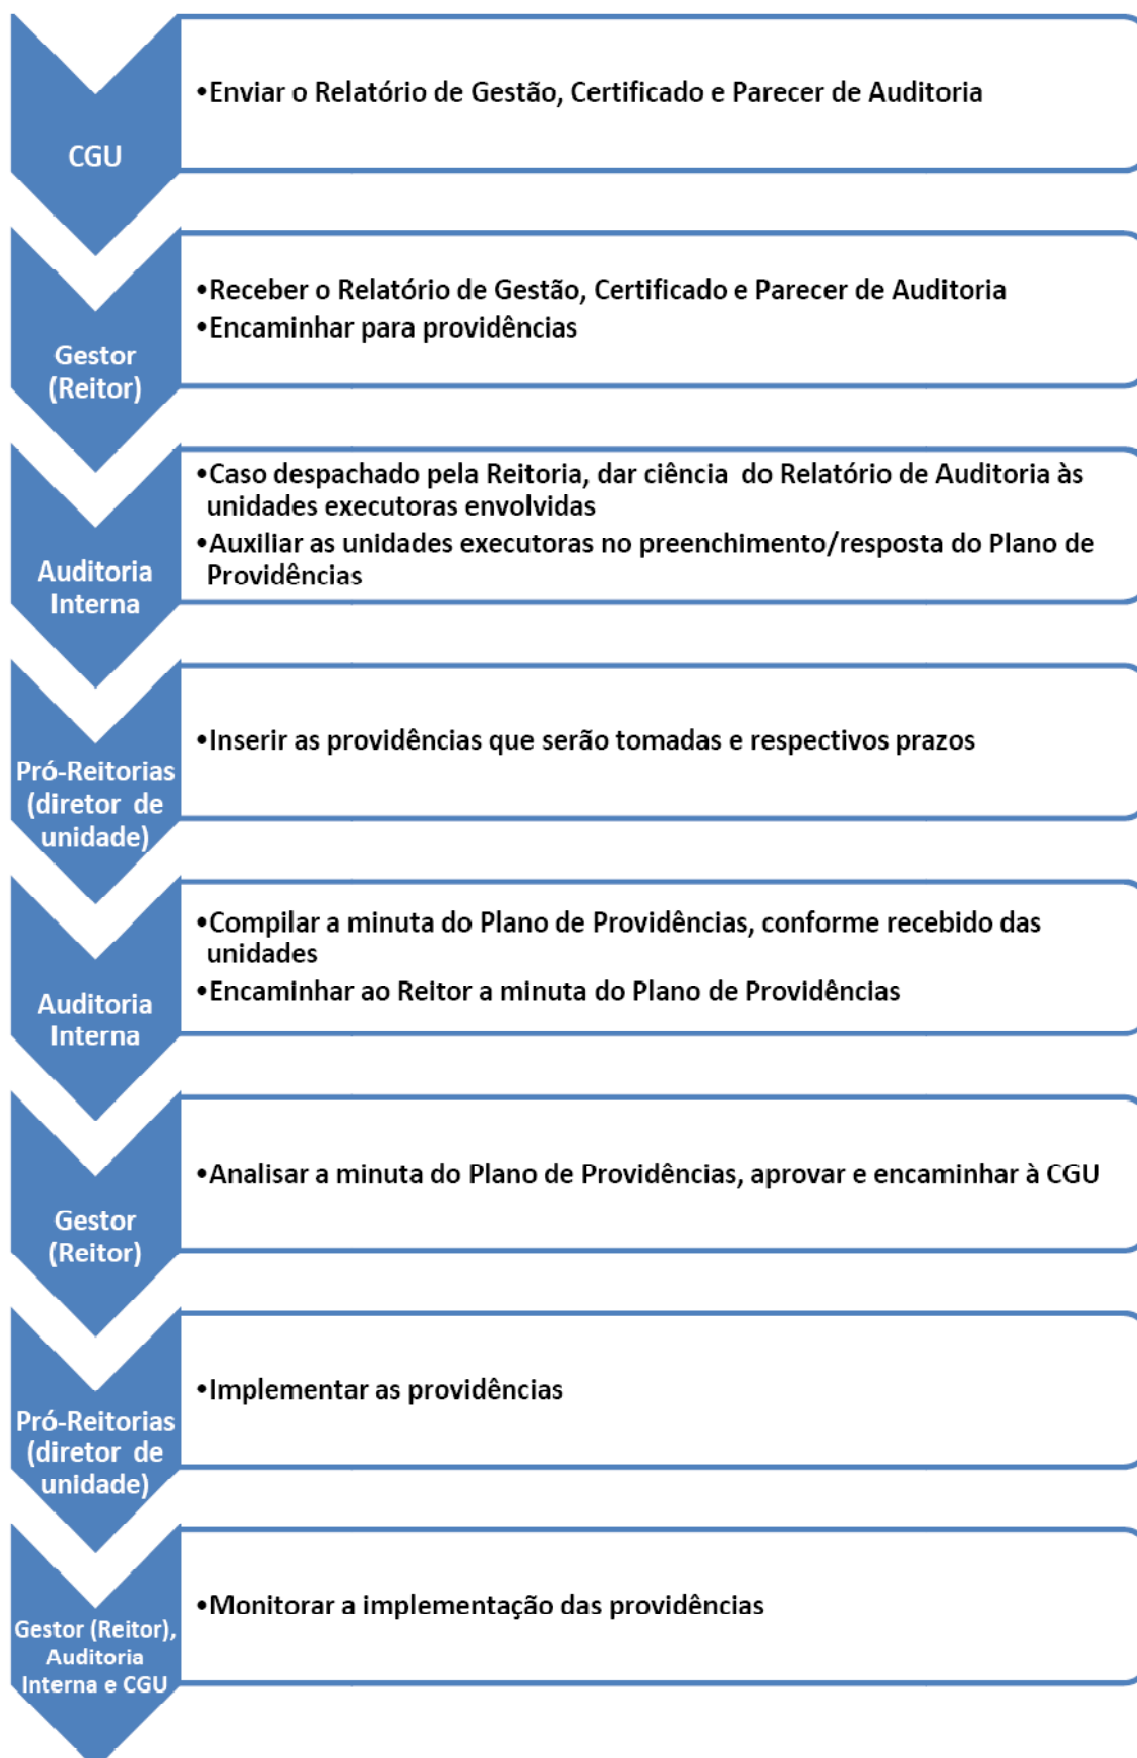 CGU
•Enviar o Relatório de Gestão, Certificado e Parecer de Auditoria
Gestor
(Reitor)
•Receber o Relatório de Gestão, Certificado e Parecer de Auditoria
•Encaminhar para providências
Auditoria
Interna
•Caso despachado pela Reitoria, dar ciência do Relatório de Auditoria às
unidades executoras envolvidas
•Auxiliar as unidades executoras no preenchimento/resposta do Plano de
Providências
Pró-Reitorias
(diretor de
unidade)
•Inserir as providências que serão tomadas e respectivos prazos
Auditoria
Interna
•Compilar a minuta do Plano de Providências, conforme recebido das
unidades
•Encaminhar ao Reitor a minuta do Plano de Providências
Gestor
(Reitor)
•Analisar a minuta do Plano de Providências, aprovar e encaminhar à CGU
Pró-Reitorias
(diretor de
unidade)
•Implementar as providências
Gestor (Reitor),
Auditoria
Interna e CGU
•Monitorar a implementação das providências